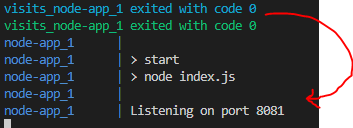 visits_node-app_1 exited with code 0
visits_node-app_1 exited with code 0
node-app_1 |
node-app_1 | > start
node-app_1 | > node index.js
node-app_1 |
node-app_1 | Listening on port 8081